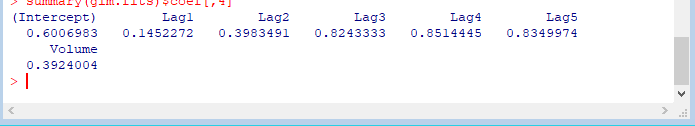 > summary(glm.fits)$coef[,4]
(Intercept) Lag1 Lag2 Lag3 Lag4 Lag5
0.6006983 0.1452272 0.3983491 0.8243333 0.8514445 0.8349974
Volume
0.3924004
>